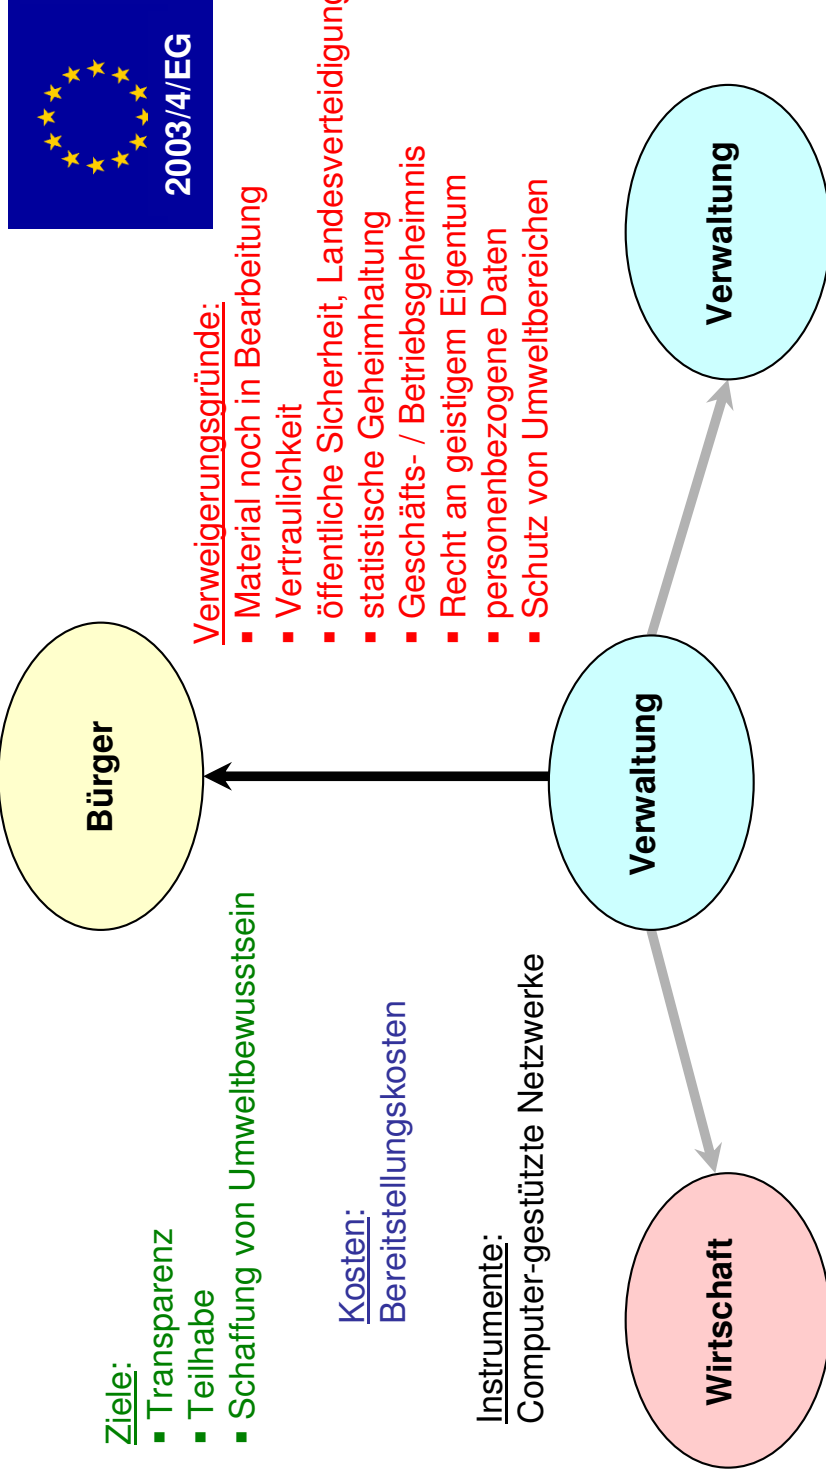 2003/4/EG
Bürger
Ziele:
▪ Transparenz
▪ Teilhabe
▪ Schaffung von Umweltbewusstsein
Verweigerungsgründe:
▪ Material noch in Bearbeitung
▪ Vertraulichkeit
▪ öffentliche Sicherheit, Landesverteidigung
▪ statistische Geheimhaltung
▪ Geschäfts- / Betriebsgeheimnis
▪ Recht an geistigem Eigentum
▪ personenbezogene Daten
▪ Schutz von Umweltbereichen
Kosten:
Bereitstellungskosten
Instrumente:
Computer-gestützte Netzwerke
Verwaltung
Wirtschaft
Verwaltung